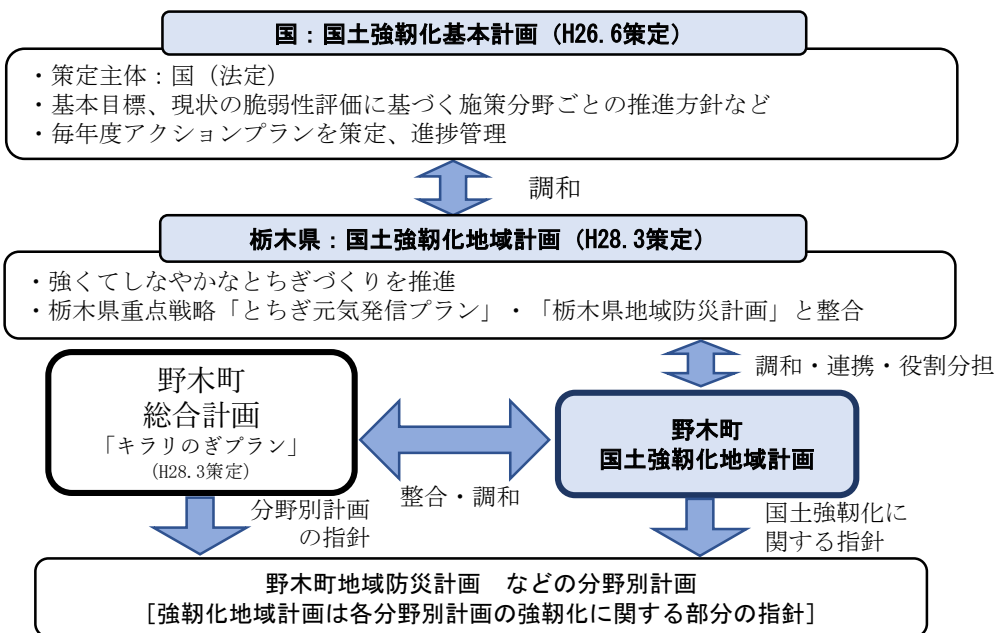 国：国土強靱化基本計画（H26.6策定）
・策定主体：国（法定）
・基本目標、現状の脆弱性評価に基づく施策分野ごとの推進方針など
・毎年度アクションプランを策定、進捗管理
調和
栃木県：国土強靱化地域計画（H28.3策定）
・強くてしなやかなとちぎづくりを推進
・栃木県重点戦略「とちぎ元気発信プラン」・「栃木県地域防災計画」と整合
調和・連携・役割分担
野木町
総合計画
「キラリのぎプラン」
（H28.3策定）
整合・調和
野木町
国土強靱化地域計画
分野別計画
の指針
国土強靱化に
関する指針
野木町地域防災計画　などの分野別計画
［強靱化地域計画は各分野別計画の強靱化に関する部分の指針］